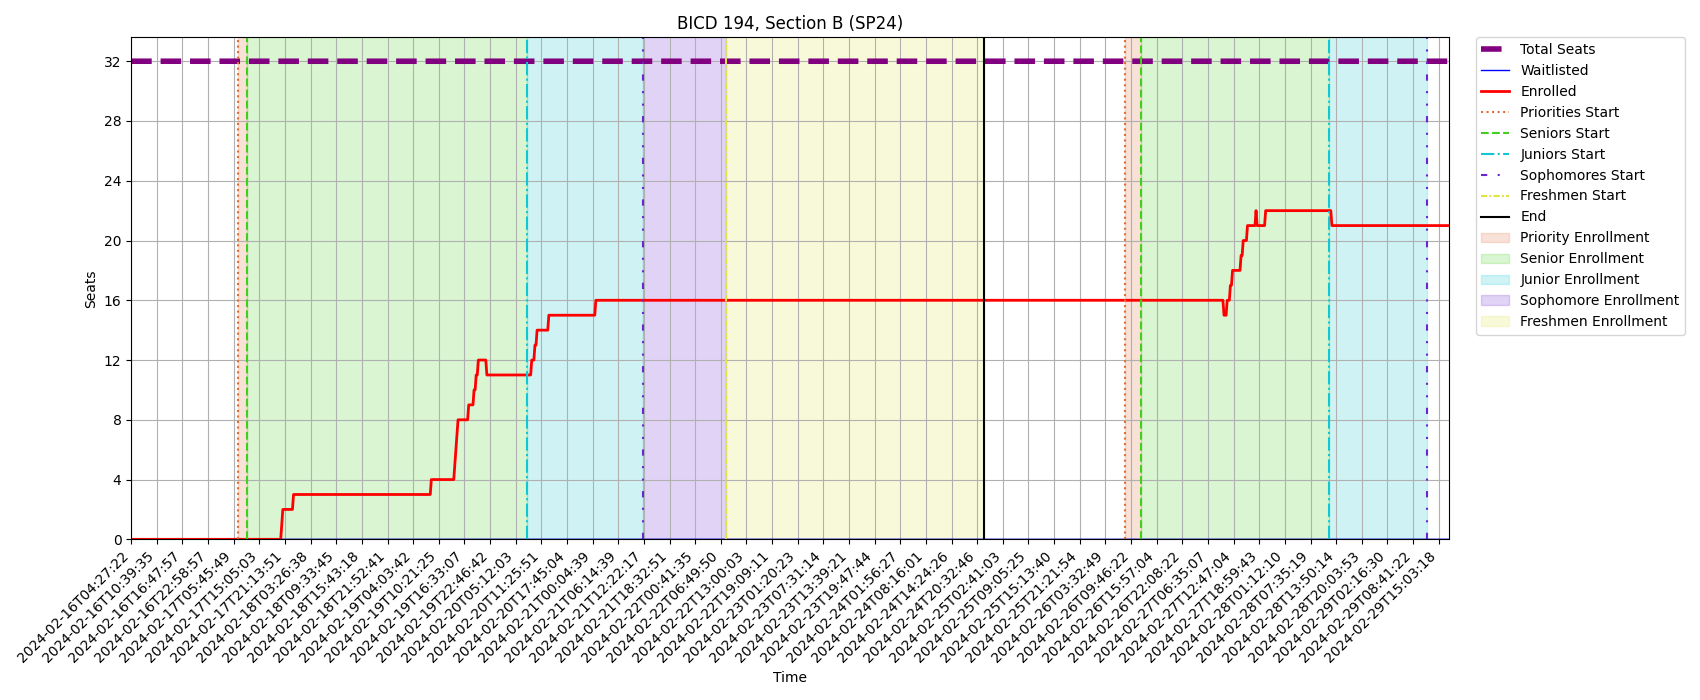 BICD 194, Section B (SP24)
Seats
32
28
24
20
16
12
8
4
0
2024-02-16T04:27:22
2024-02-16T10:39:35
2024-02-16T16:47:57
2024-02-16T22:58:57
2024-02-17T05:45:49
2024-02-17T15:05:03
2024-02-17T21:13:51
2024-02-18T03:26:38
2024-02-18T09:33:45
2024-02-18T15:43:18
2024-02-18T21:52:41
2024-02-19T04:03:42
2024-02-19T10:21:25
2024-02-19T16:33:07
2024-02-19T22:46:42
2024-02-20T05:12:03
2024-02-20T11:25:51
2024-02-20T17:45:04
2024-02-21T00:04:39
2024-02-21T06:14:39
2024-02-21T12:22:17
2024-02-21T18:32:51
2024-02-22T00:41:35
2024-02-22T06:49:50
2024-02-22T13:00:03
2024-02-22T19:09:11
2024-02-23T01:20:23
2024-02-23T07:31:14
2024-02-23T13:39:21
2024-02-23T19:47:44
2024-02-24T01:56:27
2024-02-24T08:16:01
2024-02-24T14:24:26
2024-02-24T20:32:46
2024-02-25T02:41:03
2024-02-25T09:05:25
2024-02-25T15:13:40
2024-02-25T21:21:54
2024-02-26T03:32:49
2024-02-26T09:46:22
2024-02-26T15:57:04
2024-02-26T22:08:22
2024-02-27T06:35:07
2024-02-27T12:47:04
2024-02-27T18:59:43
2024-02-28T01:12:10
2024-02-28T07:35:19
2024-02-28T13:50:14
2024-02-28T20:03:53
2024-02-29T02:16:30
2024-02-29T08:41:22
2024-02-29T15:03:18
Time
Total Seats
Waitlisted
Enrolled
Priorities Start
Seniors Start
Juniors Start
Sophomores Start
Freshmen Start
End
Priority Enrollment
Senior Enrollment
Junior Enrollment
Sophomore Enrollment
Freshmen Enrollment